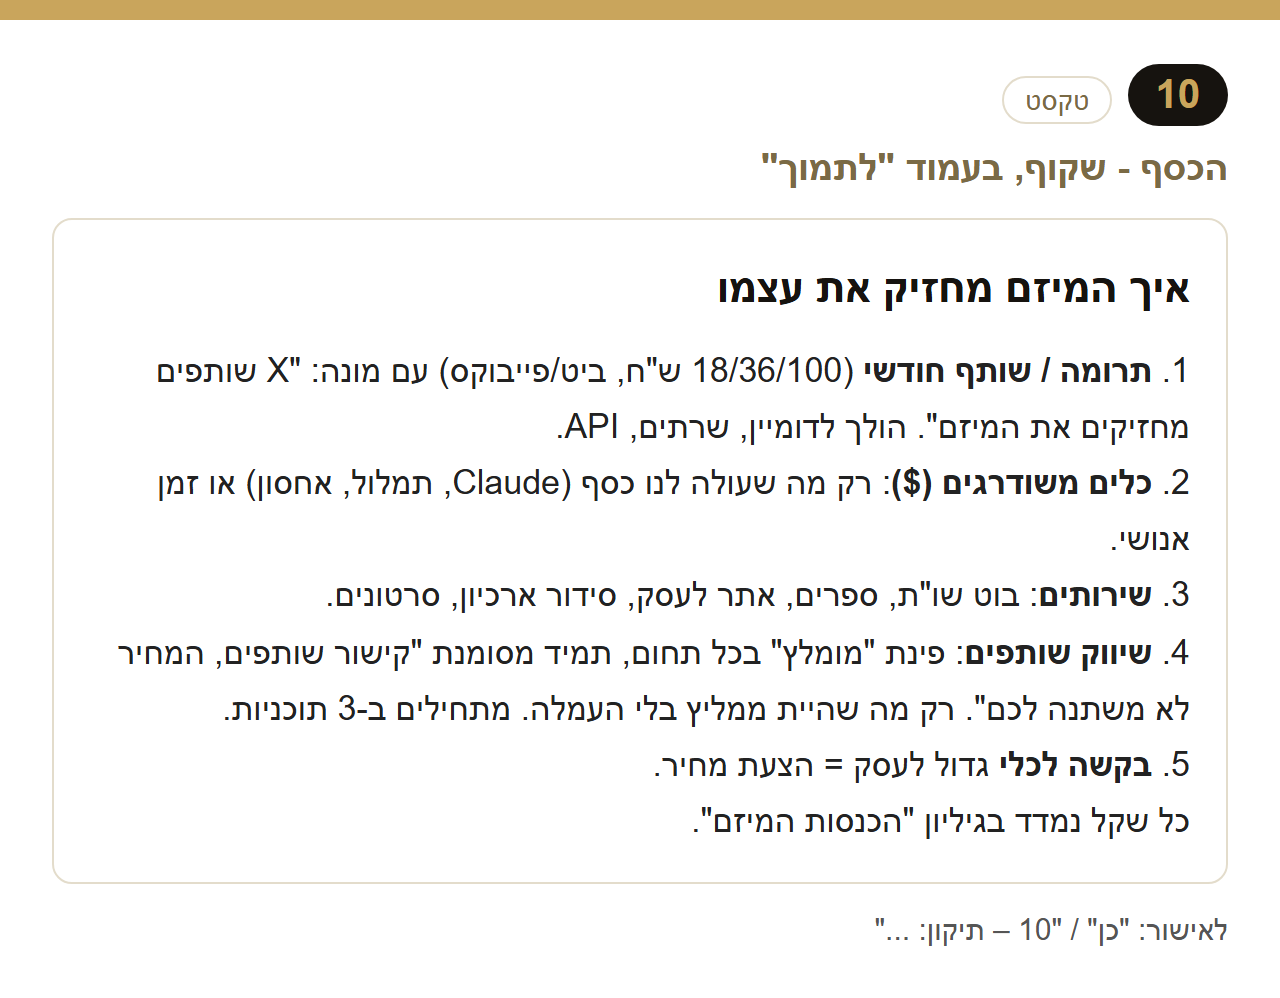 10
טקסט
הכסף - שקוף, בעמוד "לתמוך"
איך המיזם מחזיק את עצמו
1. תרומה / שותף חודשי (18/36/100 ש"ח, ביט/פייבוקס) עם מונה: "X שותפים
מחזיקים את המיזם". הולך לדומיין, שרתים, API.
2. כלים משודרגים ($): רק מה שעולה לנו כסף (Claude, תמלול, אחסון) או זמן
אנושי.
3. שירותים: בוט שו"ת, ספרים, אתר לעסק, סידור ארכיון, סרטונים.
4. שיווק שותפים: פינת "מומלץ" בכל תחום, תמיד מסומנת "קישור שותפים, המחיר
לא משתנה לכם". רק מה שהיית ממליץ בלי העמלה. מתחילים ב-3 תוכניות.
5. בקשה לכלי גדול לעסק = הצעת מחיר.
כל שקל נמדד בגיליון "הכנסות המיזם".
לאישור: "כן" / "10 – תיקון: ..."